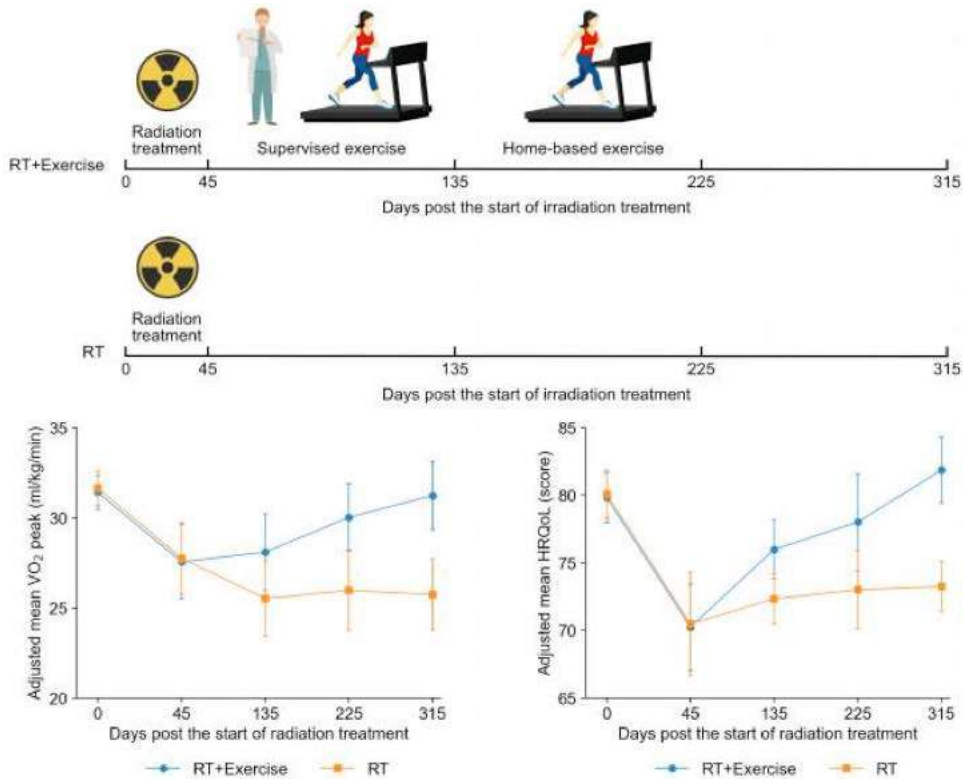 Radiation
treatment
Supervised exercise
Home-based exercise
RT+Exercise
0 45 135 225 315
Days post the start of irradiation treatment
Radiation
treatment
RT
0 45 135 225 315
Days post the start of irradiation treatment
Adjusted mean VO₂ peak (ml/kg/min)
35
30
25
20
0 45 135 225 315
Days post the start of radiation treatment
RT+Exercise RT
Adjusted mean HRQoL (score)
85
80
75
70
65
0 45 135 225 315
Days post the start of radiation treatment
RT+Exercise RT